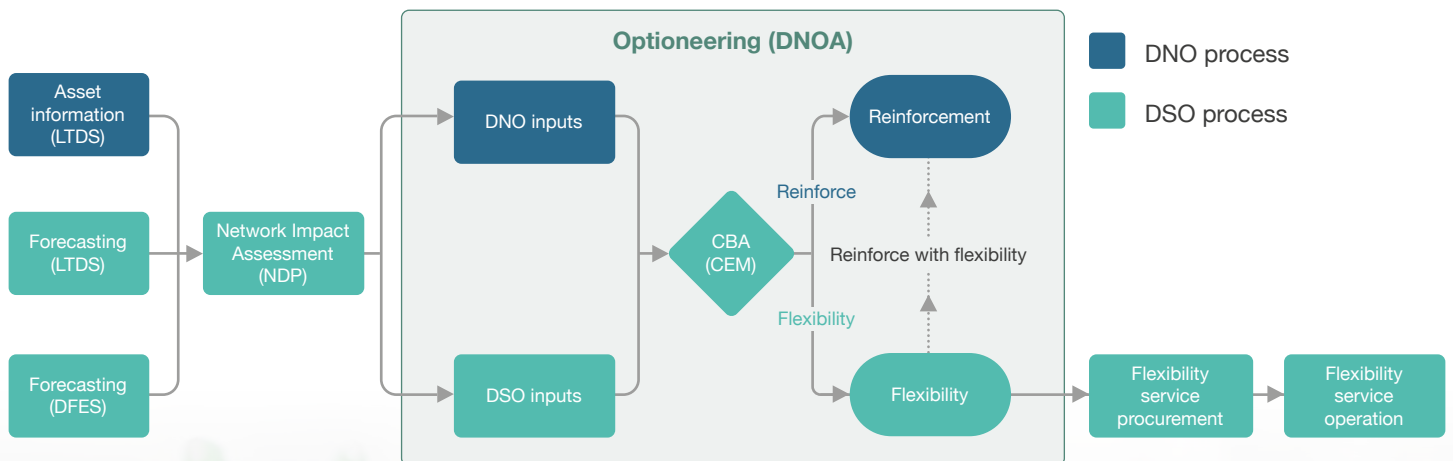 Optioneering (DNOA)
DNO process
DSO process
Asset
information
(LTDS)
Forecasting
(LTDS)
Forecasting
(DFES)
Network Impact
Assessment
(NDP)
DNO inputs
DSO inputs
CBA
(CEM)
Reinforce
Flexibility
Reinforcement
Reinforce with flexibility
Flexibility
Flexibility
service
procurement
Flexibility
service
operation